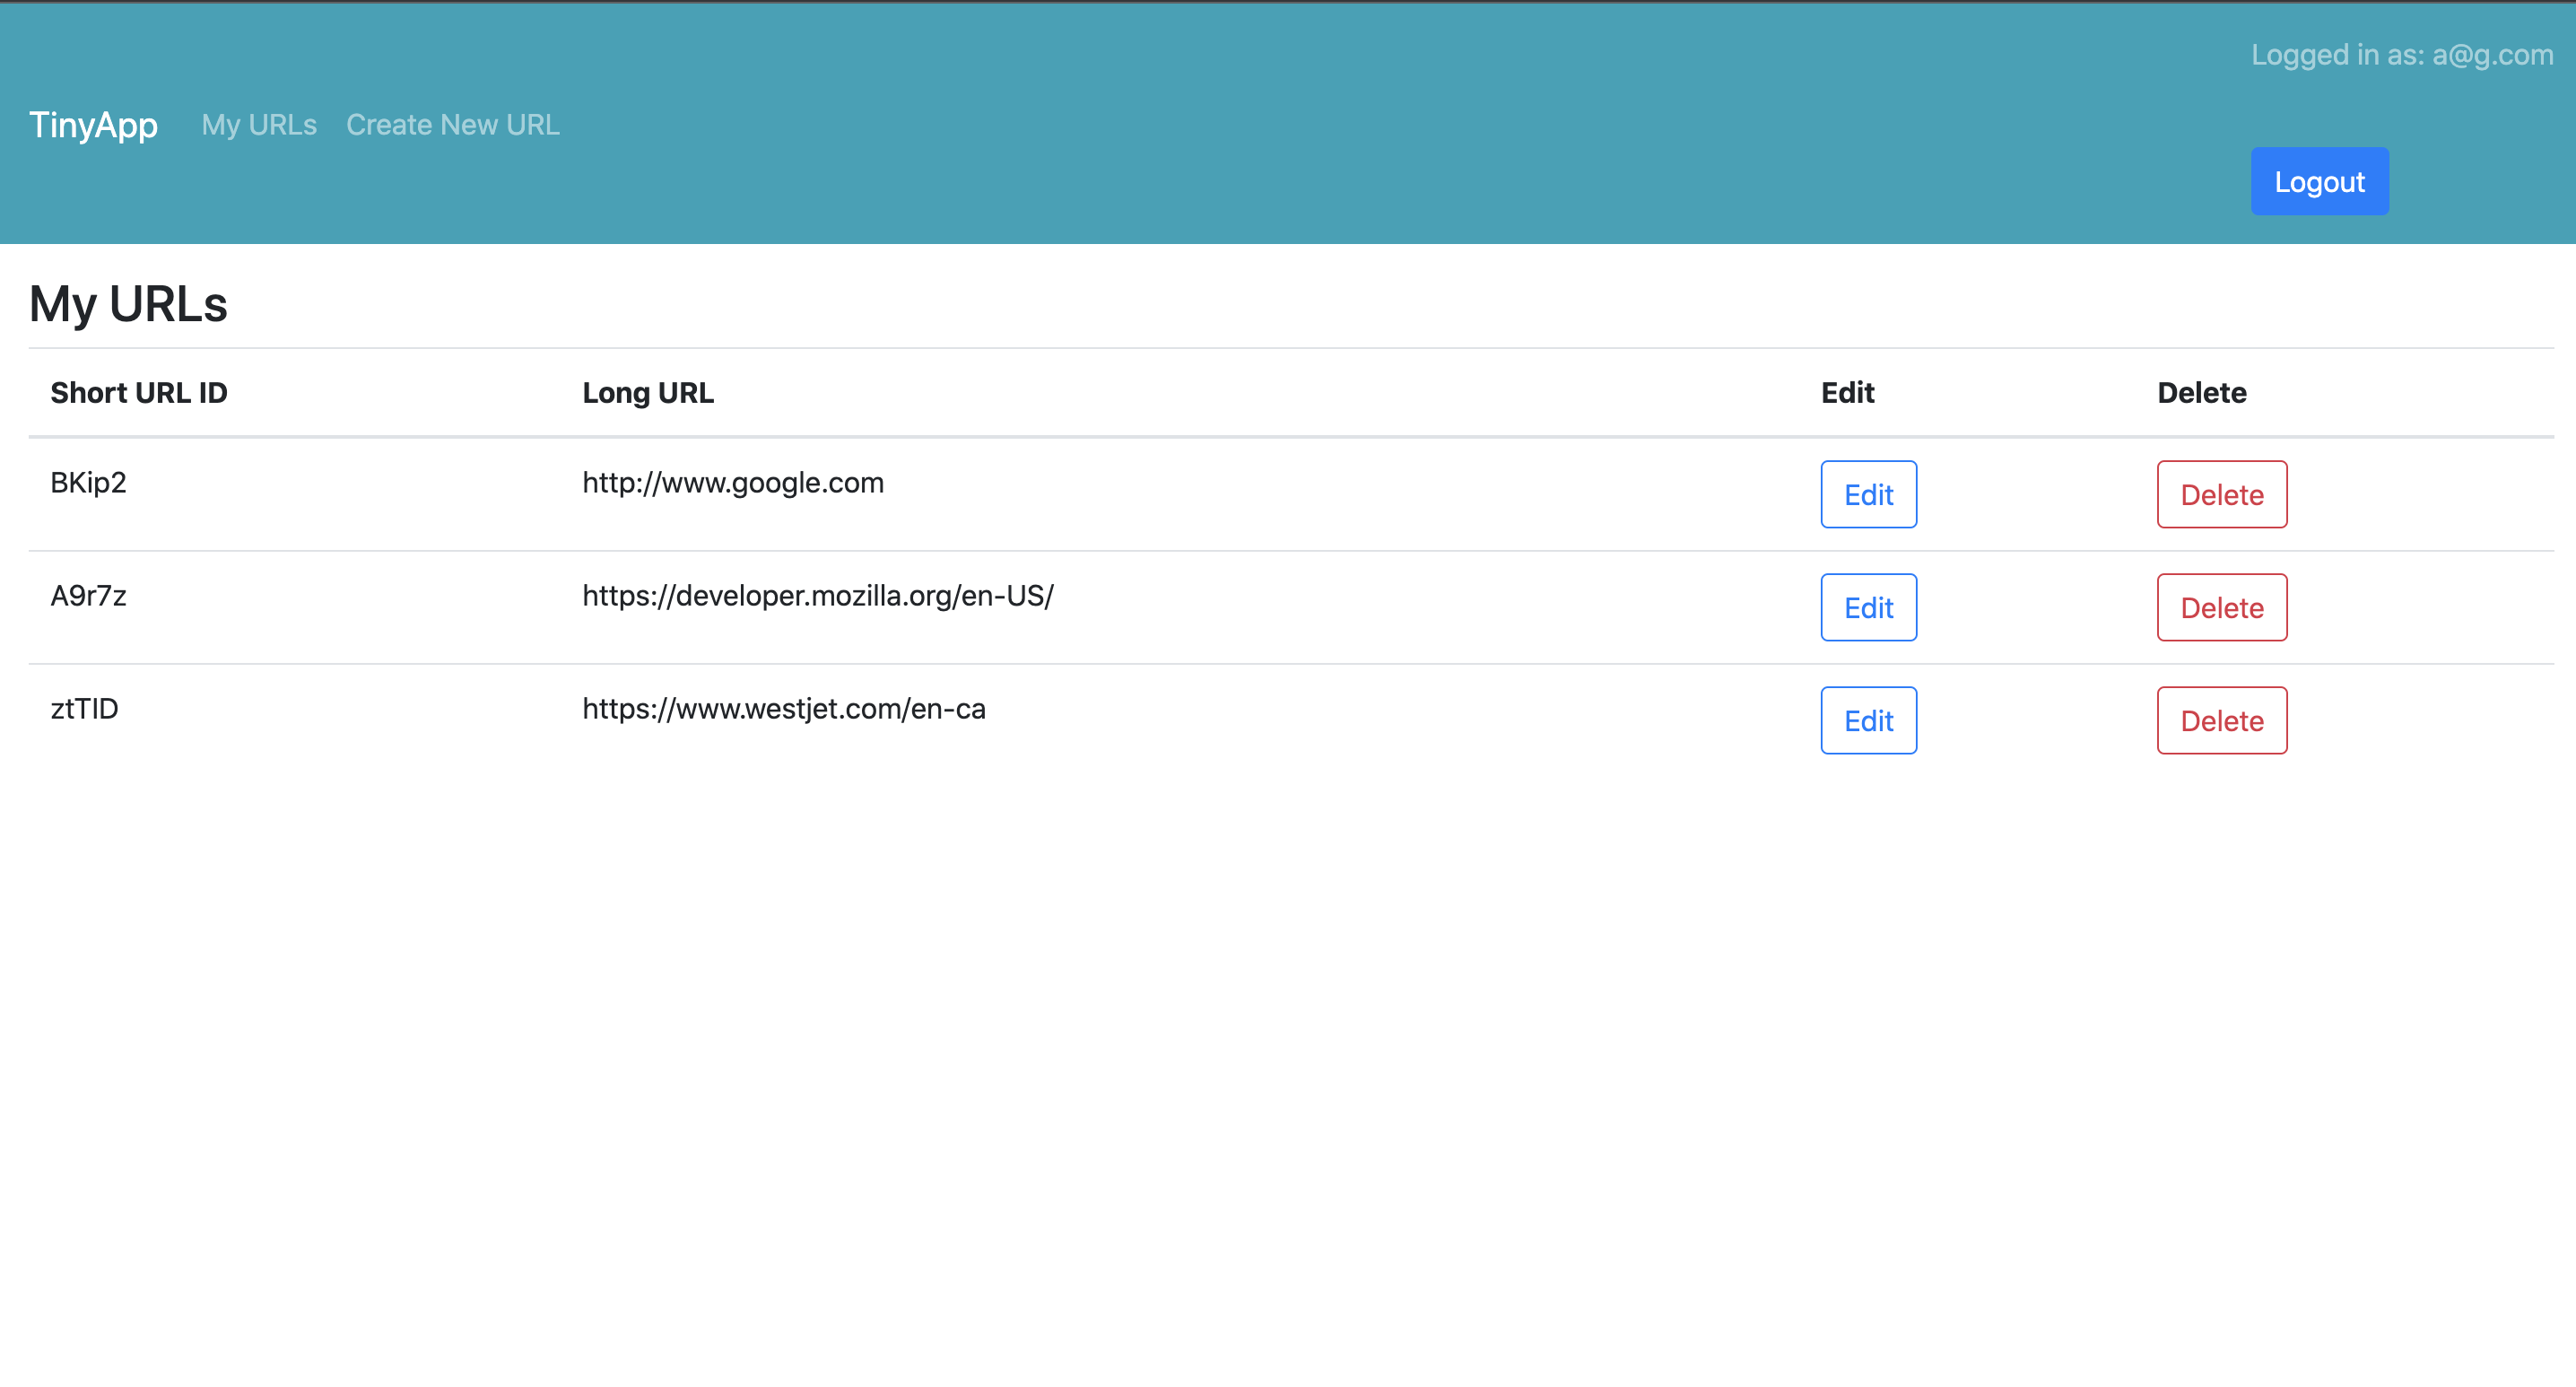 Logged in as: a@g.com
TinyApp My URLs Create New URL
Logout
My URLs
Short URL ID Long URL Edit Delete
BKip2 http://www.google.com Edit Delete
A9r7z https://developer.mozilla.org/en-US/ Edit Delete
ztTID https://www.westjet.com/en-ca Edit Delete